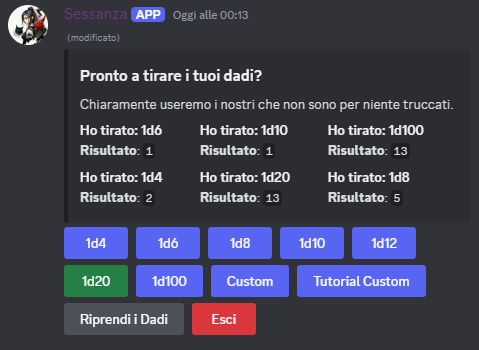 Sessanza APP Oggi alle 00:13
(modificato)
Pronto a tirare i tuoi dadi?
Chiaramente useremo i nostri che non sono per niente truccati.
Ho tirato: 1d6 Ho tirato: 1d10 Ho tirato: 1d100
Risultato: 1 Risultato: 1 Risultato: 13
Ho tirato: 1d4 Ho tirato: 1d20 Ho tirato: 1d8
Risultato: 2 Risultato: 13 Risultato: 5
1d4 1d6 1d8 1d10 1d12
1d20 1d100 Custom Tutorial Custom
Riprendi i Dadi Esci